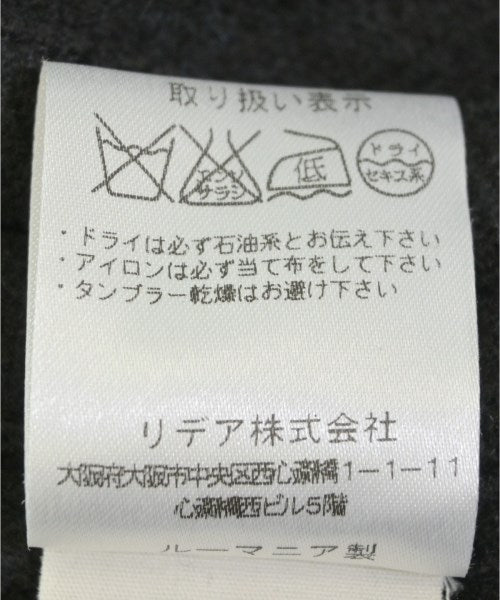 取り扱い表示
エンソ
サラシ
低
ドライ
セキユ系
・ドライは必ず石油系とお伝え下さい
・アイロンは必ず当て布をして下さい
・タンブラー乾燥はお避け下さい
リデア株式会社
大阪府大阪市中央区西心斎橋1-1-11
心斎橋西ビル5階
ルーマニア製